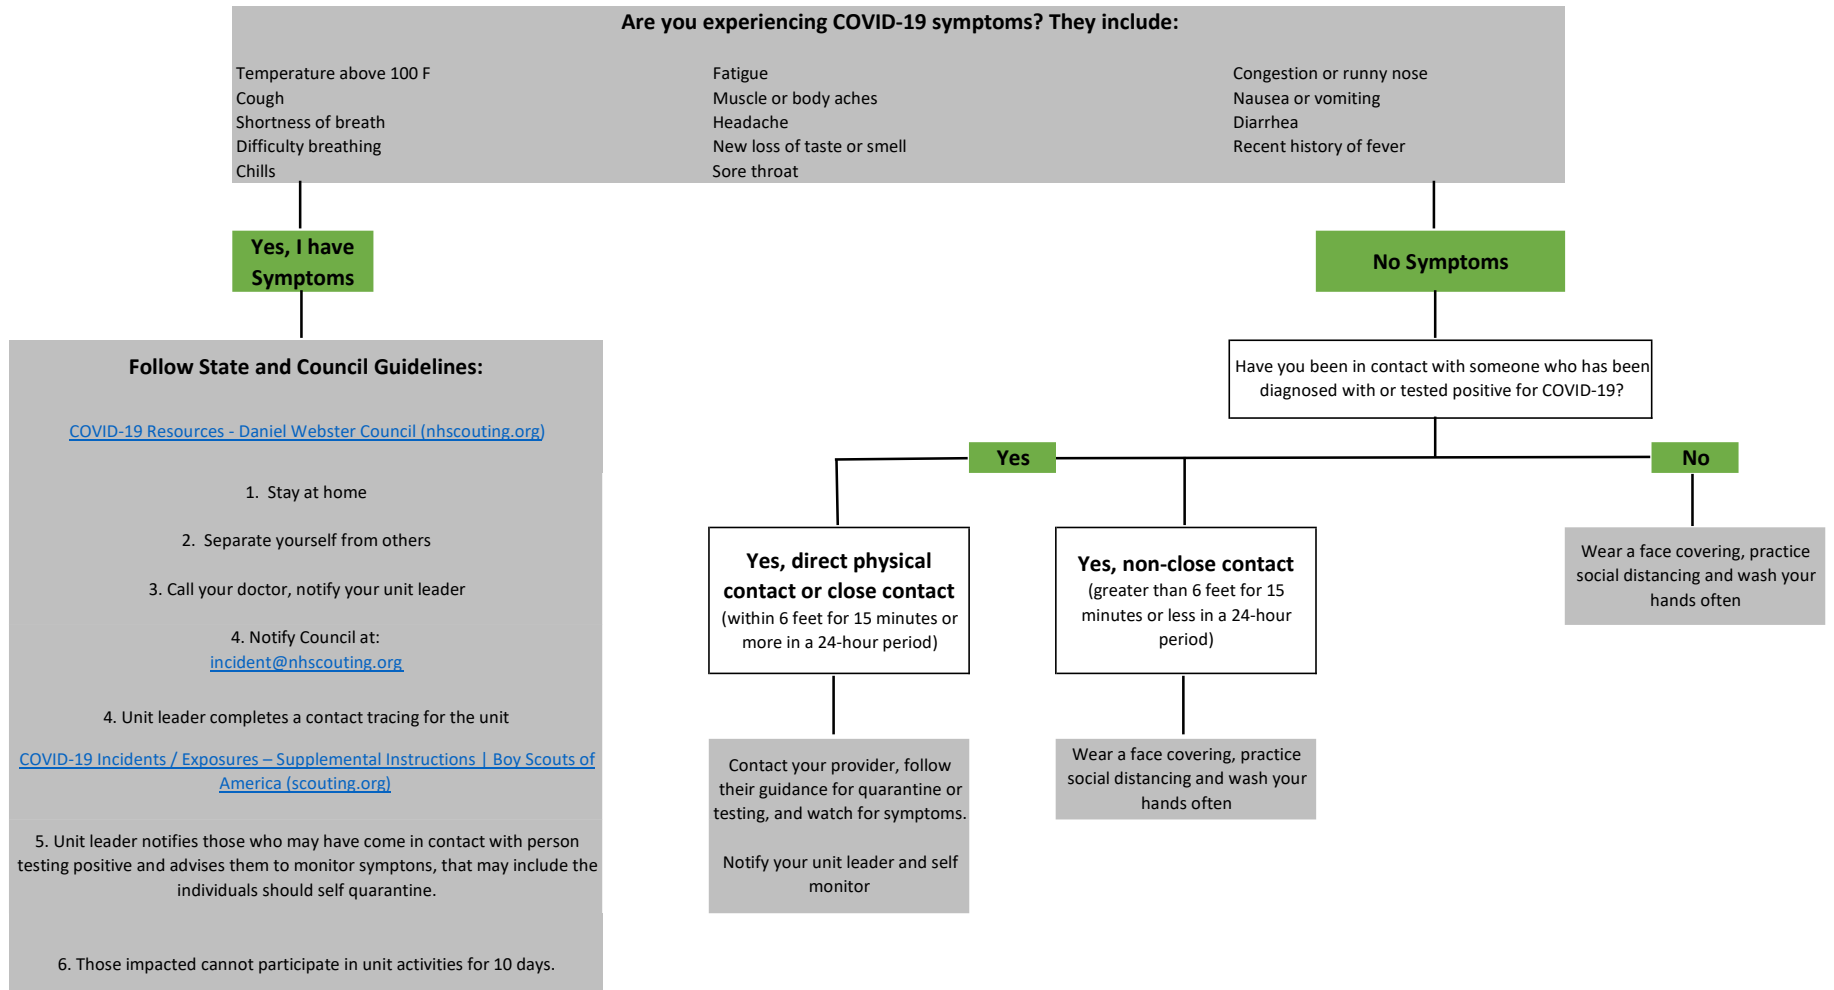 Are you experiencing COVID-19 symptoms? They include:
Temperature above 100 F
Cough
Shortness of breath
Difficulty breathing
Chills
Fatigue
Muscle or body aches
Headache
New loss of taste or smell
Sore throat
Congestion or runny nose
Nausea or vomiting
Diarrhea
Recent history of fever
Yes, I have
Symptoms
No Symptoms
Follow State and Council Guidelines:
COVID-19 Resources - Daniel Webster Council (nhscouting.org)
1. Stay at home
2. Separate yourself from others
3. Call your doctor, notify your unit leader
4. Notify Council at:
incident@nhscouting.org
4. Unit leader completes a contact tracing for the unit
COVID-19 Incidents / Exposures – Supplemental Instructions | Boy Scouts of
America (scouting.org)
5. Unit leader notifies those who may have come in contact with person
testing positive and advises them to monitor symptons, that may include the
individuals should self quarantine.
6. Those impacted cannot participate in unit activities for 10 days.
Have you been in contact with someone who has been
diagnosed with or tested positive for COVID-19?
Yes
No
Yes, direct physical
contact or close contact
(within 6 feet for 15 minutes or
more in a 24-hour period)
Yes, non-close contact
(greater than 6 feet for 15
minutes or less in a 24-hour
period)
Wear a face covering, practice
social distancing and wash your
hands often
Contact your provider, follow
their guidance for quarantine or
testing, and watch for symptoms.
Notify your unit leader and self
monitor
Wear a face covering, practice
social distancing and wash your
hands often